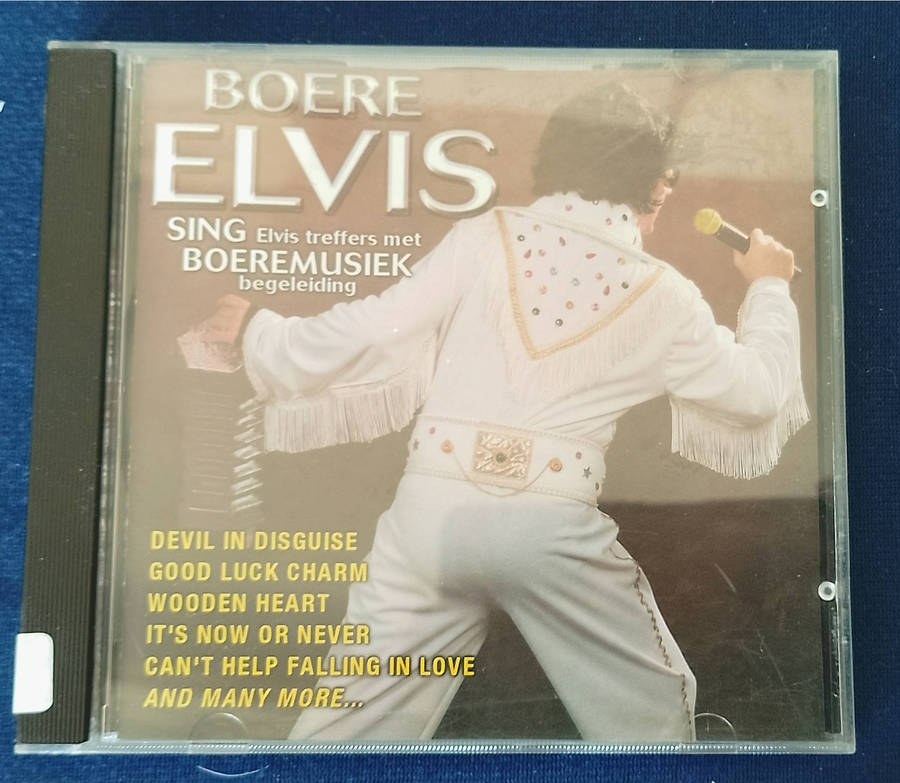 BOERE
ELVIS
SING Elvis treffers met
BOEREMUSIEK
begeleiding
DEVIL IN DISGUISE
GOOD LUCK CHARM
WOODEN HEART
IT'S NOW OR NEVER
CAN'T HELP FALLING IN LOVE
AND MANY MORE...